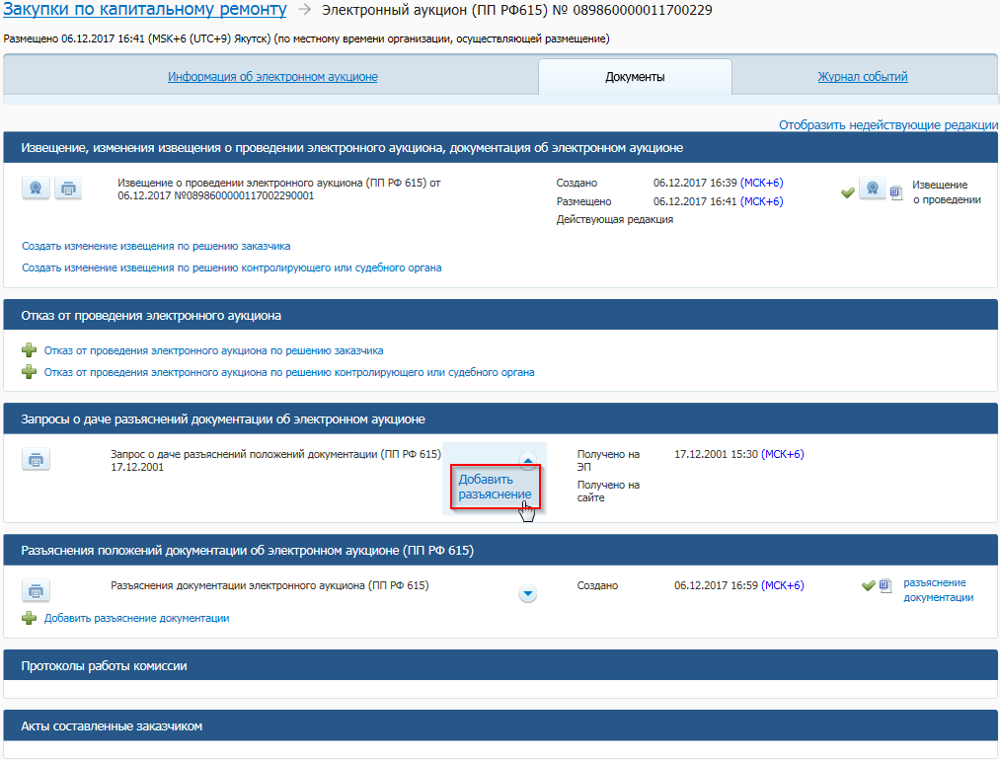 Закупки по капитальному ремонту → Электронный аукцион (ПП РФ615) № 089860000011700229
Размещено 06.12.2017 16:41 (MSK+6 (UTC+9) Якутск) (по местному времени организации, осуществляющей размещение)
Информация об электронном аукционе Документы Журнал событий
Отобразить недействующие редакции
Извещение, изменения извещения о проведении электронного аукциона, документация об электронном аукционе
Извещение о проведении электронного аукциона (ПП РФ 615) от
06.12.2017 №0898600000117002290001
Создано 06.12.2017 16:39 (МСК+6)
Размещено 06.12.2017 16:41 (МСК+6)
Действующая редакция
Извещение
о проведении
Создать изменение извещения по решению заказчика
Создать изменение извещения по решению контролирующего или судебного органа
Отказ от проведения электронного аукциона
Отказ от проведения электронного аукциона по решению заказчика
Отказ от проведения электронного аукциона по решению контролирующего или судебного органа
Запросы о даче разъяснений документации об электронном аукционе
Запрос о даче разъяснений положений документации (ПП РФ 615)
17.12.2001
Добавить
разъяснение
Получено на
ЭП
17.12.2001 15:30 (МСК+6)
Получено на
сайте
Разъяснения положений документации об электронном аукционе (ПП РФ 615)
Разъяснения документации электронного аукциона (ПП РФ 615)
Создано 06.12.2017 16:59 (МСК+6)
разъяснение
документации
Добавить разъяснение документации
Протоколы работы комиссии
Акты составленные заказчиком